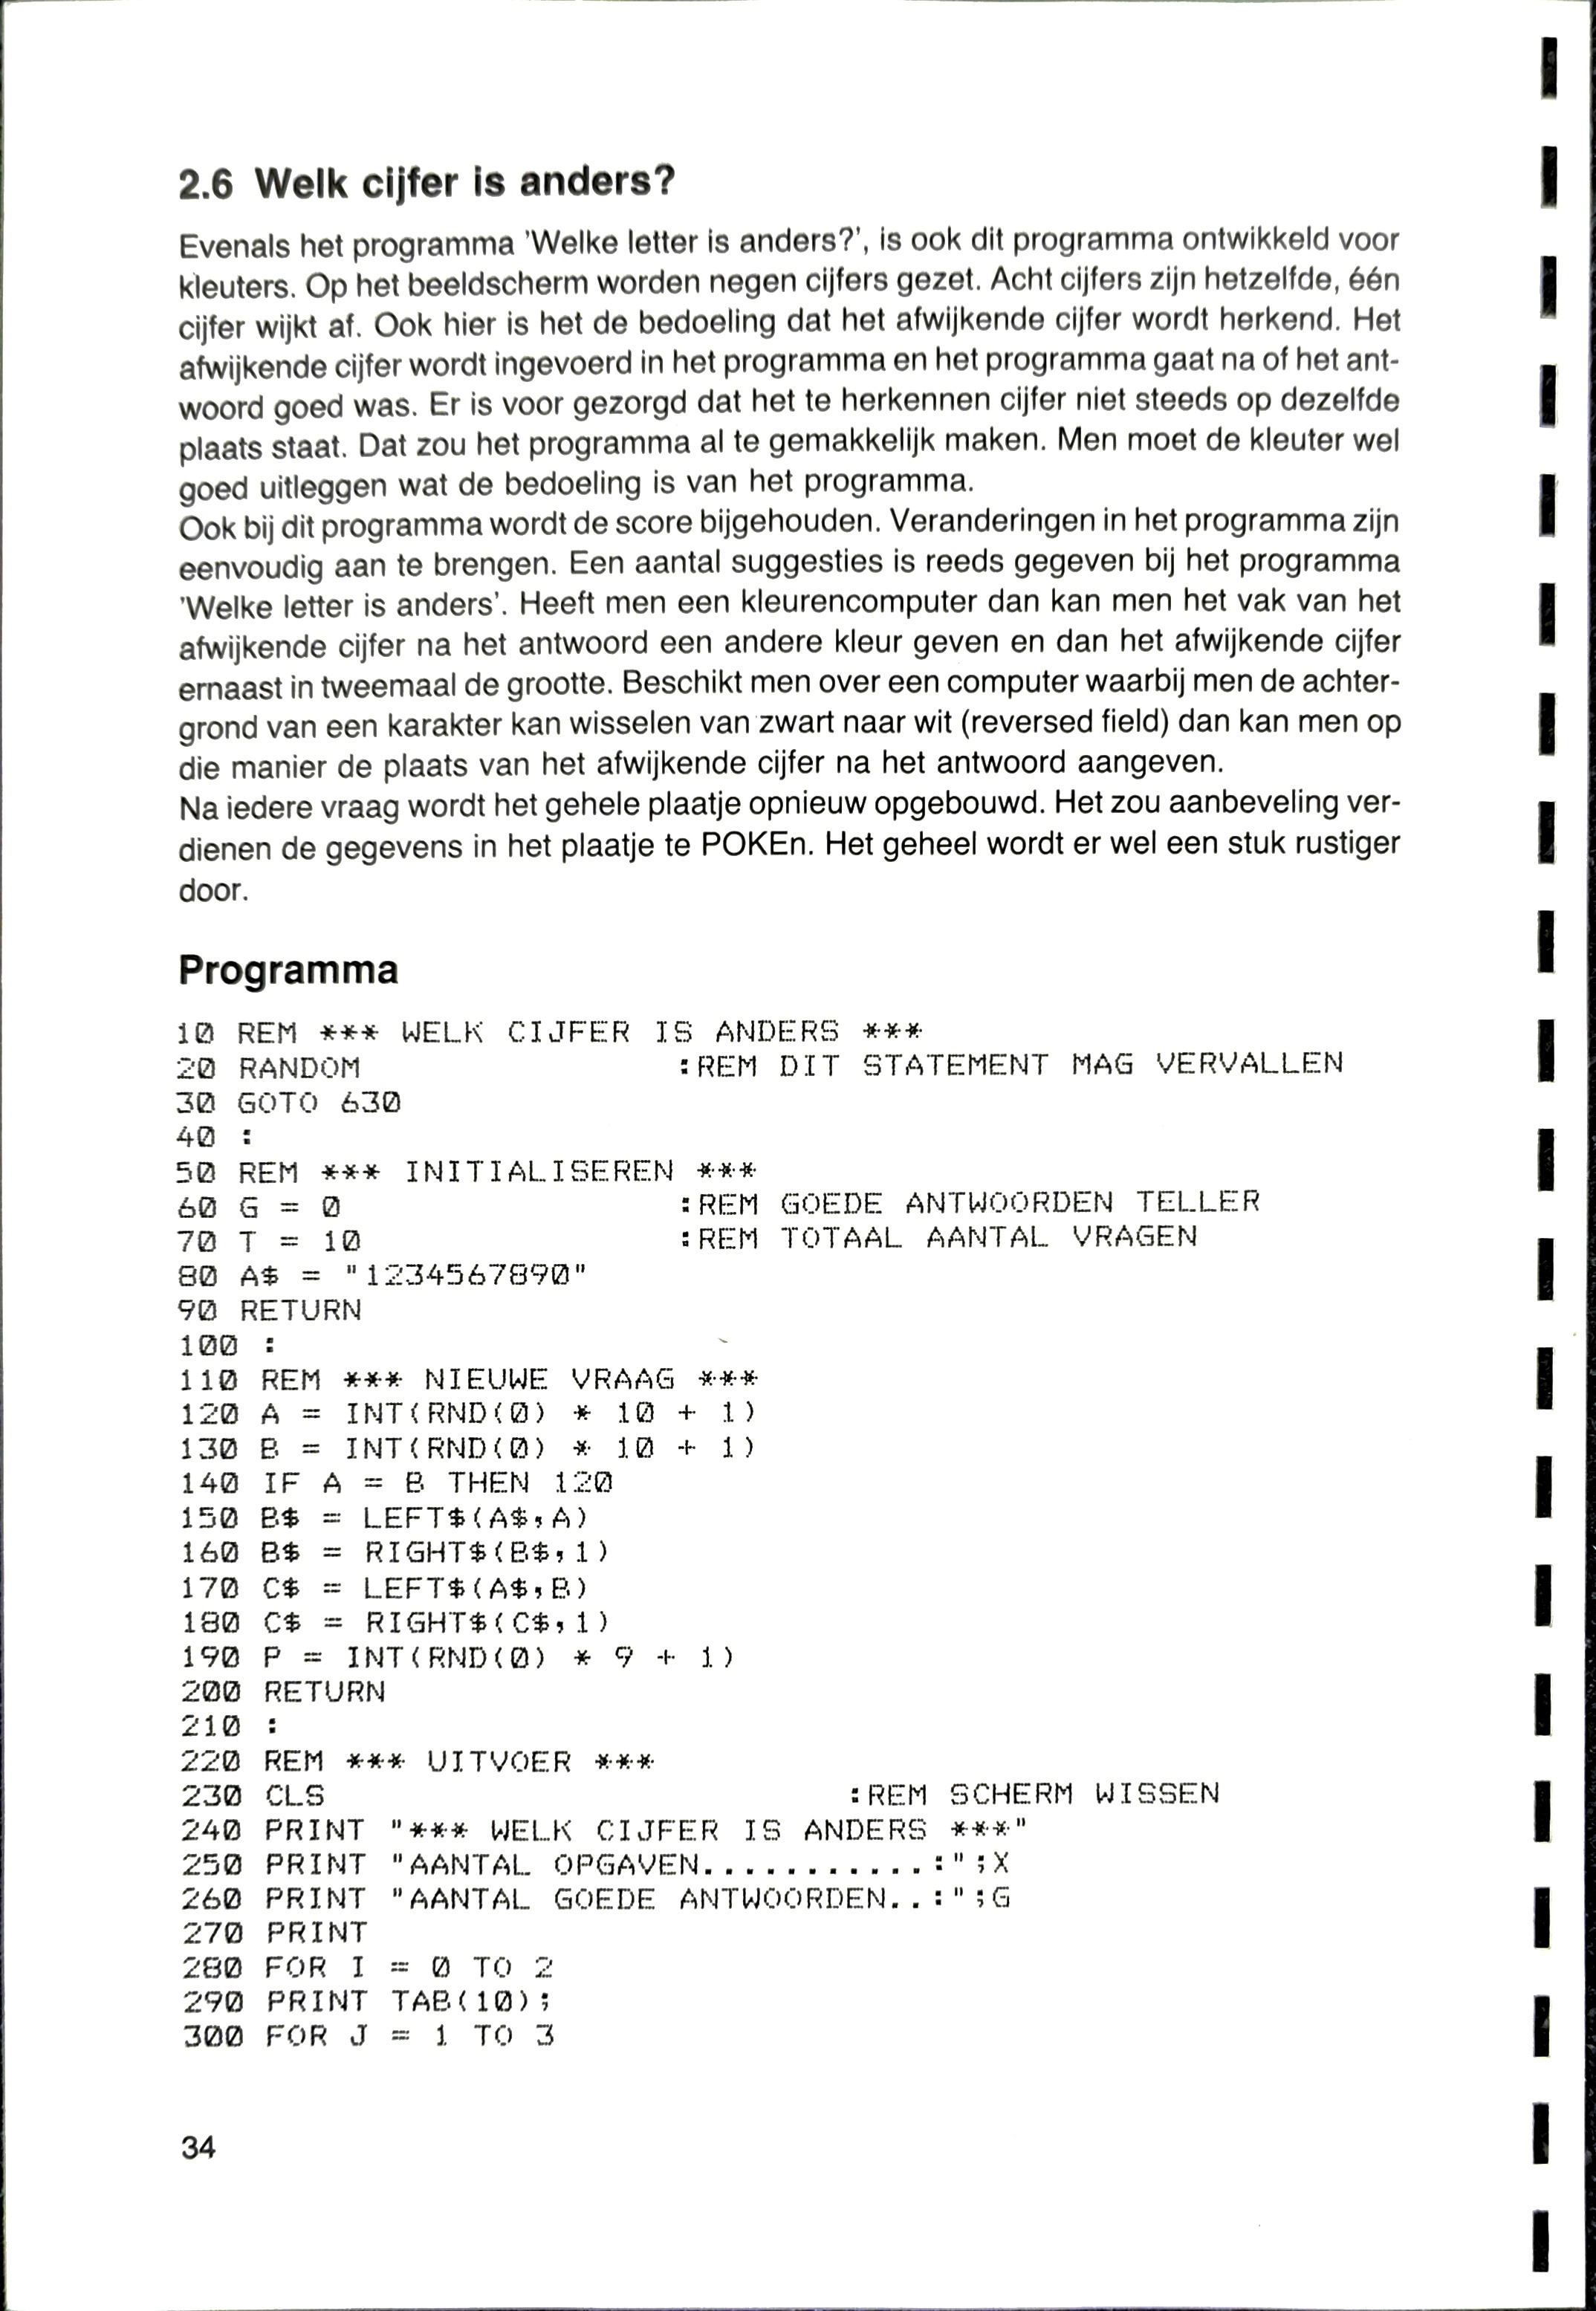 2.6 Welk cijfer is anders?
Evenals het programma 'Welke letter is anders?', is ook dit programma ontwikkeld voor
kleuters. Op het beeldscherm worden negen cijfers gezet. Acht cijfers zijn hetzelfde, één
cijfer wijkt af. Ook hier is het de bedoeling dat het afwijkende cijfer wordt herkend. Het
afwijkende cijfer wordt ingevoerd in het programma en het programma gaat na of het ant-
woord goed was. Er is voor gezorgd dat het te herkennen cijfer niet steeds op dezelfde
plaats staat. Dat zou het programma al te gemakkelijk maken. Men moet de kleuter wel
goed uitleggen wat de bedoeling is van het programma.
Ook bij dit programma wordt de score bijgehouden. Veranderingen in het programma zijn
eenvoudig aan te brengen. Een aantal suggesties is reeds gegeven bij het programma
'Welke letter is anders'. Heeft men een kleurencomputer dan kan men het vak van het
afwijkende cijfer na het antwoord een andere kleur geven en dan het afwijkende cijfer
ernaast in tweemaal de grootte. Beschikt men over een computer waarbij men de achter-
grond van een karakter kan wisselen van zwart naar wit (reversed field) dan kan men op
die manier de plaats van het afwijkende cijfer na het antwoord aangeven.
Na iedere vraag wordt het gehele plaatje opnieuw opgebouwd. Het zou aanbeveling ver-
dienen de gegevens in het plaatje te POKEn. Het geheel wordt er wel een stuk rustiger
door.
Programma
10 REM *** WELK CIJFER IS ANDERS ***
20 RANDOM :REM DIT STATEMENT MAG VERVALLEN
30 GOTO 630
40 :
50 REM *** INITIALISEREN ***
60 G = 0 :REM GOEDE ANTWOORDEN TELLER
70 T = 10 :REM TOTAAL AANTAL VRAGEN
80 A$ = "1234567890"
90 RETURN
100 :
110 REM *** NIEUWE VRAAG ***
120 A = INT(RND(0) * 10 + 1)
130 B = INT(RND(0) * 10 + 1)
140 IF A = B THEN 120
150 B$ = LEFT$(A$,A)
160 B$ = RIGHT$(B$,1)
170 C$ = LEFT$(A$,B)
180 C$ = RIGHT$(C$,1)
190 P = INT(RND(0) * 9 + 1)
200 RETURN
210 :
220 REM *** UITVOER ***
230 CLS :REM SCHERM WISSEN
240 PRINT "*** WELK CIJFER IS ANDERS ***"
250 PRINT "AANTAL OPGAVEN...........:";X
260 PRINT "AANTAL GOEDE ANTWOORDEN..:";G
270 PRINT
280 FOR I = 0 TO 2
290 PRINT TAB(10);
300 FOR J = 1 TO 3
34